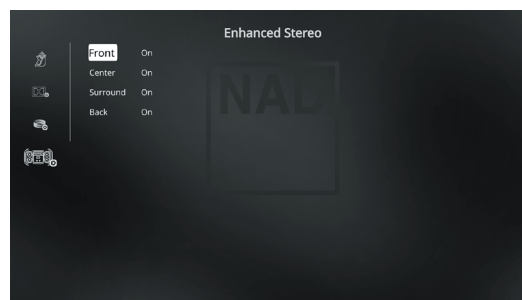 Enhanced Stereo
Front On
Center On
Surround On
Back On
NAD